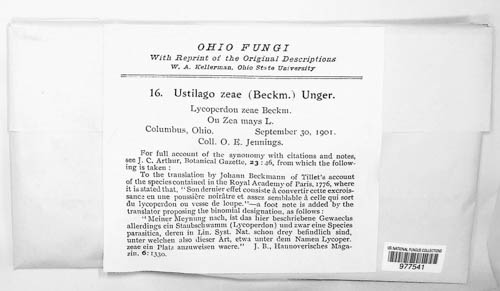 OHIO FUNGI
With Reprint of the Original Descriptions
W. A. Kellerman, Ohio State University
16. Ustilago zeae (Beckm.) Unger.
Lycoperdon zeae Beckm.
On Zea mays L.
Columbus, Ohio. September 30, 1901.
Coll. O. E. Jennings.
For full account of the synonymy with citations and notes,
see J. C. Arthur, Botanical Gazette, 23 : 46, from which the follow-
ing is taken :
To the translation by Johann Beckmann of Tillet's account
of the species contained in the Royal Academy of Paris, 1776, where
it is stated that, "Son dernier effet consiste à convertir cette excrois-
sance en une poussière noirâtre et assez semblable à celle qui sort
du lycoperdon ou vesse de loupe,"—a foot note is added by the
translator proposing the binomial designation, as follows :
"Meiner Meynung nach, ist das hier beschriebene Gewaechs
allerdings ein Staubschwamm (Lycoperdon) und zwar eine Species
parasitica, deren in Lin. Syst. Nat. schon drey befindlich sind,
unter welchen also dieser Art, etwa unter dem Namen Lycoper.
zeae ein Platz anzuweisen waere." J. B., Hannoverisches Maga-
zin. 6: 1330.
US NATIONAL FUNGUS COLLECTIONS
977541